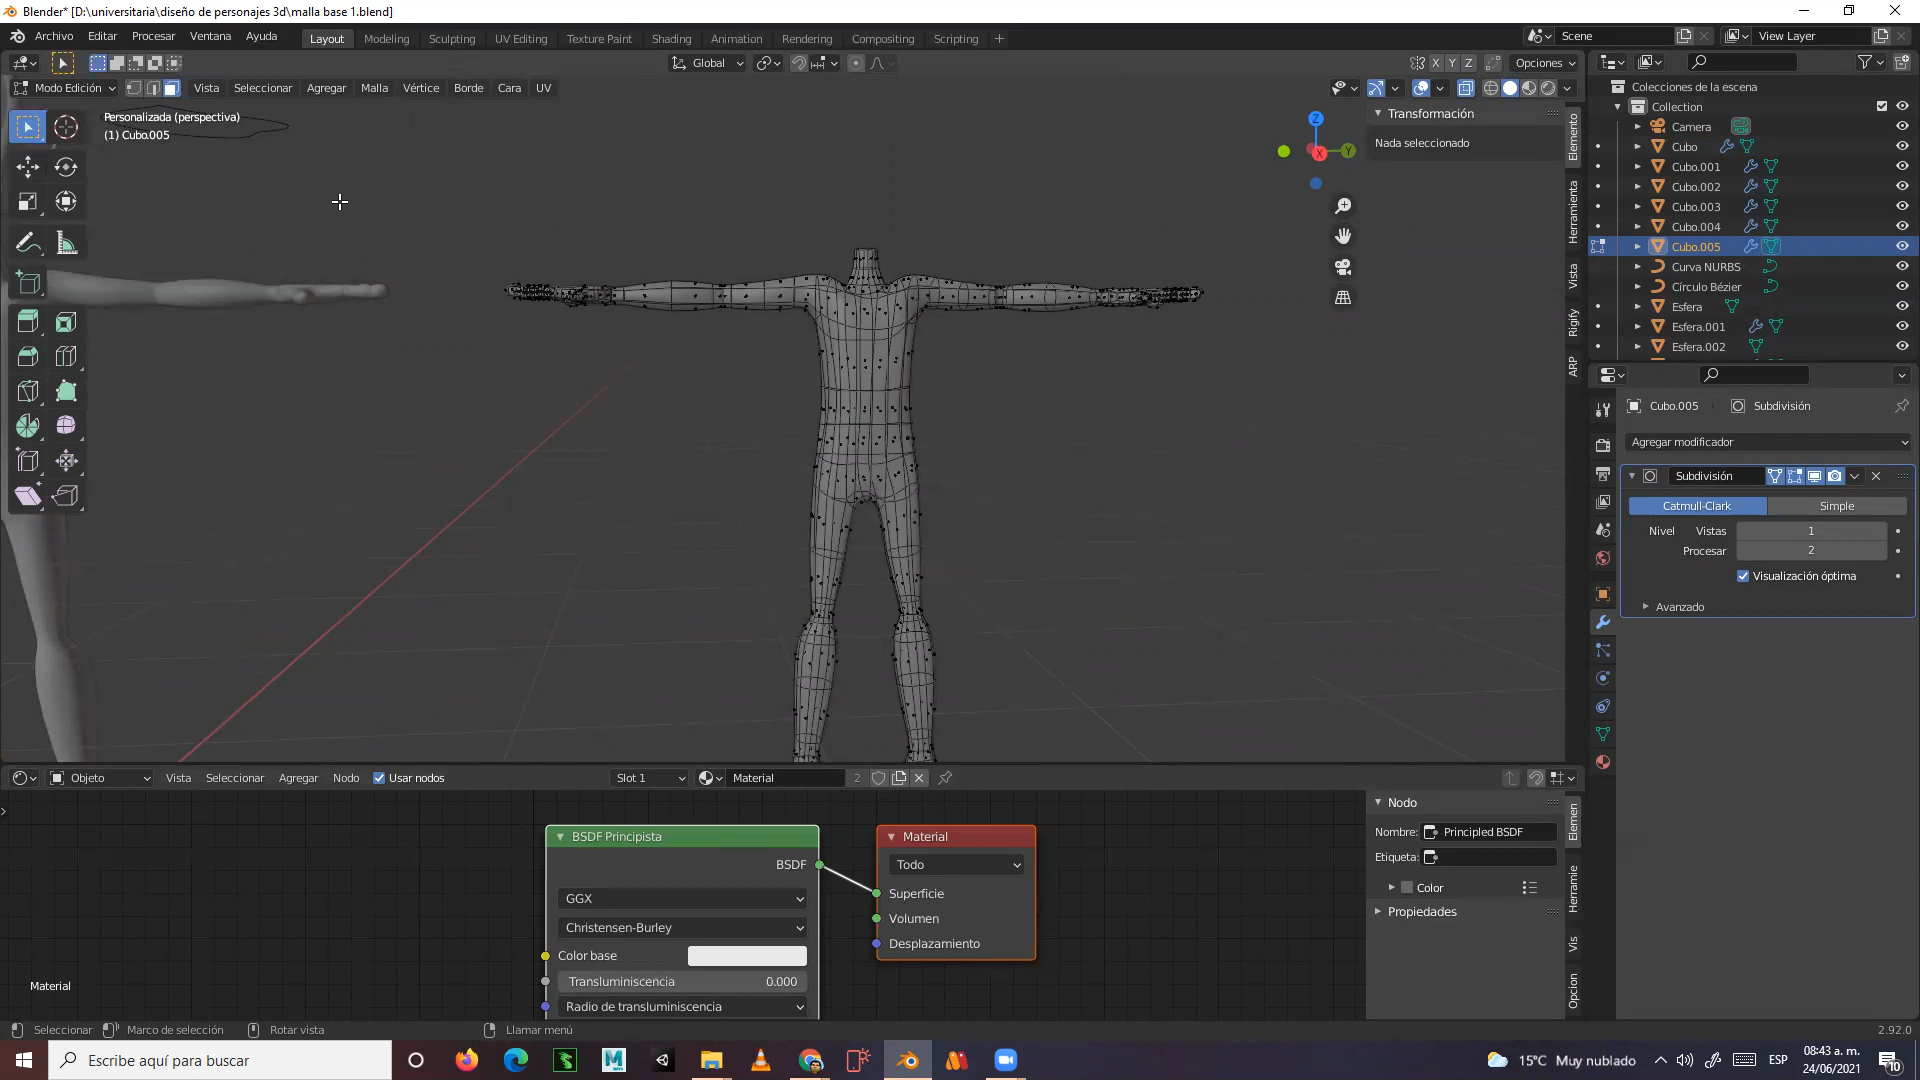 Blender* [D:\universitaria\diseño de personajes 3d\malla base 1.blend]
Archivo Editar Procesar Ventana Ayuda Layout Modeling Sculpting UV Editing Texture Paint Shading Animation Rendering Compositing Scripting + Scene View Layer
Global X Y Z Opciones
Modo Edición Vista Seleccionar Agregar Malla Vértice Borde Cara UV
Personalizada (perspectiva)
(1) Cubo.005
Z
X
Y
Transformación
Nada seleccionado
Elemento
Herramienta
Vista
Rigify
ARP
Colecciones de la escena
Collection
Camera
Cubo
Cubo.001
Cubo.002
Cubo.003
Cubo.004
Cubo.005
Curva NURBS
Círculo Bézier
Esfera
Esfera.001
Esfera.002
Cubo.005 Subdivisión
Agregar modificador
Subdivisión
Catmull-Clark Simple
Nivel Vistas 1
Procesar 2
Visualización óptima
Avanzado
Objeto Vista Seleccionar Agregar Nodo Usar nodos Slot 1 Material 2
BSDF Principista
BSDF
GGX
Christensen-Burley
Color base
Transluminiscencia 0.000
Radio de transluminiscencia
Material
Todo
Superficie
Volumen
Desplazamiento
Nodo
Nombre: Principled BSDF
Etiqueta:
Color
Propiedades
Elemen
Herramie
Vis
Opcion
Material
Seleccionar Marco de selección Rotar vista Llamar menú 2.92.0
Escribe aquí para buscar
15°C Muy nublado
ESP
08:43 a. m.
24/06/2021
10